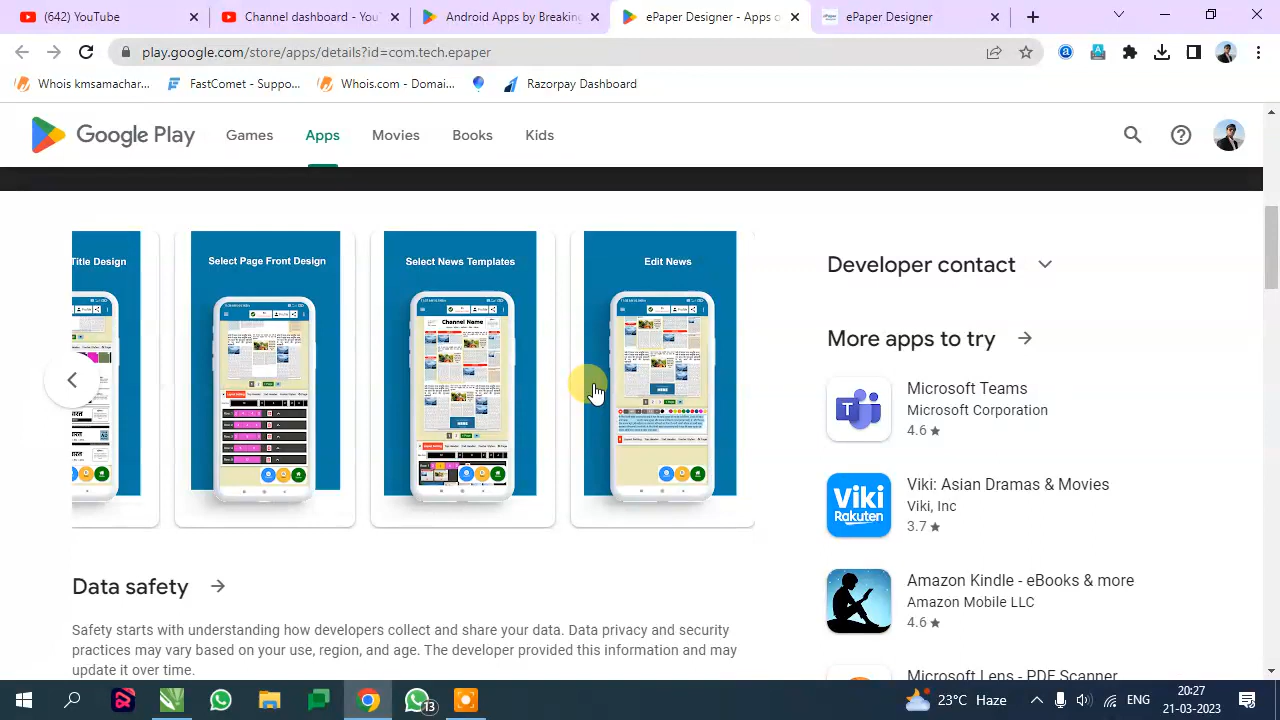 (642) YouTube
Channel dashboard - You
Android Apps by Breaking
ePaper Designer - Apps o
ePaper Designer
play.google.com/store/apps/details?id=com.tech.epaper
Whois kmsamachar...
FastComet - Suppo...
Whois.com - Domai...
Razorpay Dashboard
Google Play
Games
Apps
Movies
Books
Kids
Title Design
Select Page Front Design
Select News Templates
Edit News
Channel Name
Developer contact
More apps to try
Microsoft Teams
Microsoft Corporation
4.6
Viki: Asian Dramas & Movies
Viki, Inc
3.7
Viki
Rakuten
Amazon Kindle - eBooks & more
Amazon Mobile LLC
4.6
Microsoft Lens - PDF Scanner
Data safety
Safety starts with understanding how developers collect and share your data. Data privacy and security
practices may vary based on your use, region, and age. The developer provided this information and may
update it over time.
13
23°C Haze
ENG
20:27
21-03-2023